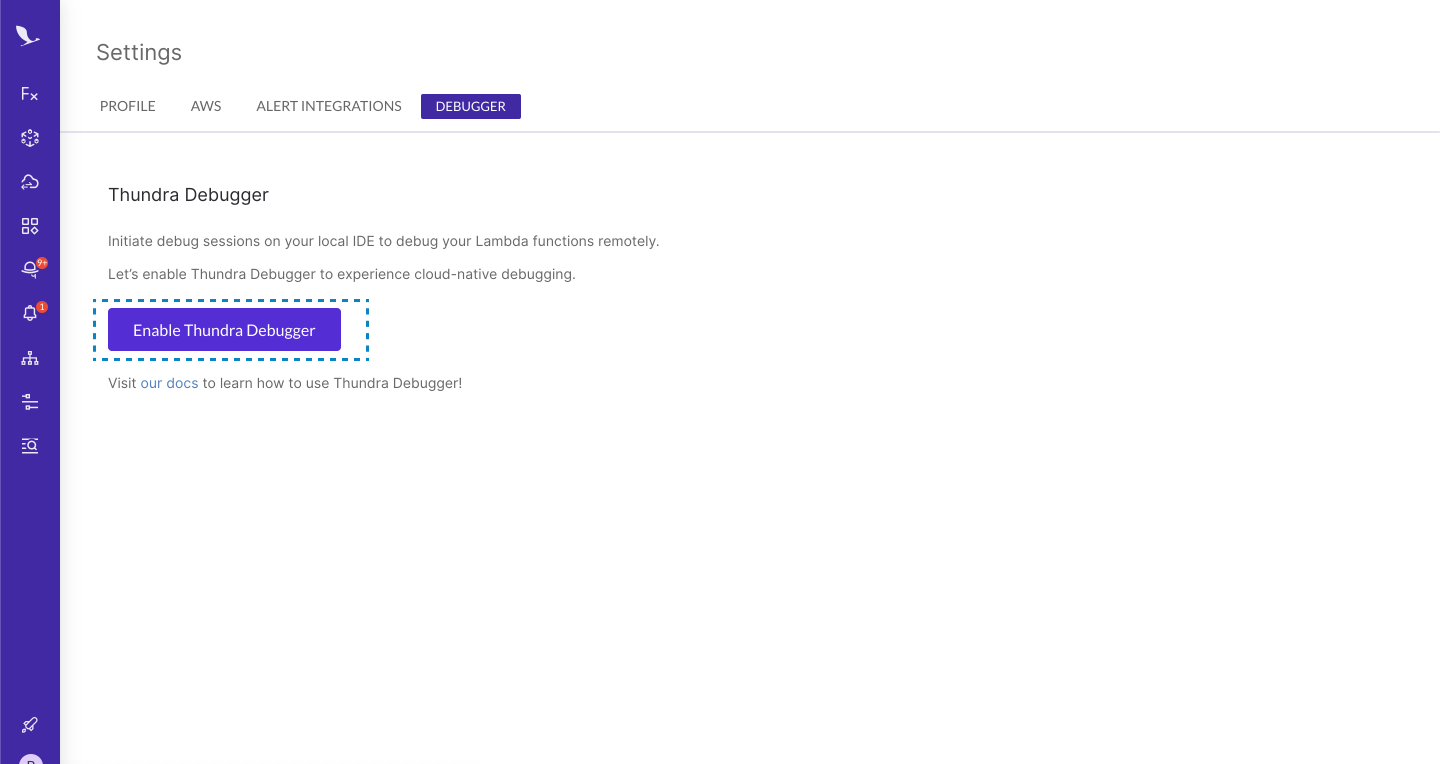 Settings
PROFILE AWS ALERT INTEGRATIONS DEBUGGER
Fx
9+
1
Thundra Debugger
Initiate debug sessions on your local IDE to debug your Lambda functions remotely.
Let's enable Thundra Debugger to experience cloud-native debugging.
Enable Thundra Debugger
Visit our docs to learn how to use Thundra Debugger!